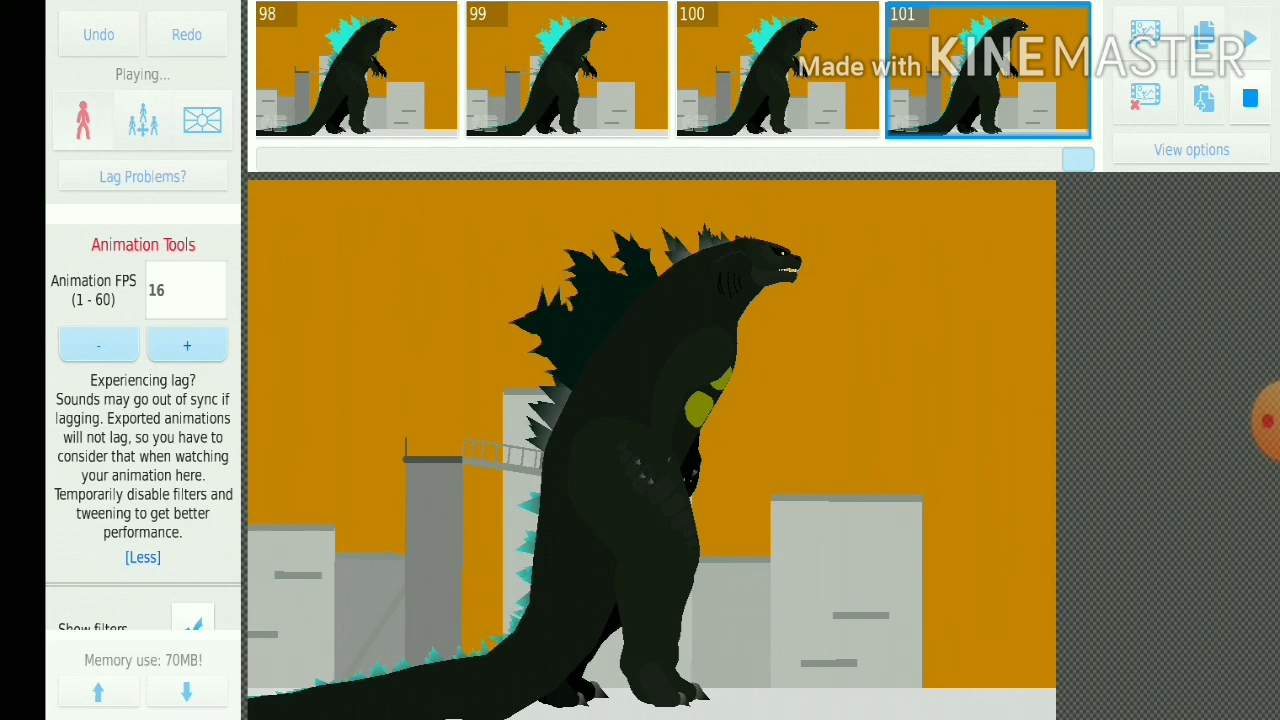 Undo
Redo
Playing...
Lag Problems?
Animation Tools
Animation FPS
(1 - 60)
16
-
+
Experiencing lag?
Sounds may go out of sync if
lagging. Exported animations
will not lag, so you have to
consider that when watching
your animation here.
Temporarily disable filters and
tweening to get better
performance.
[Less]
Show filters
Memory use: 70MB!
98
99
100
101
Made with KINEMASTER
View options